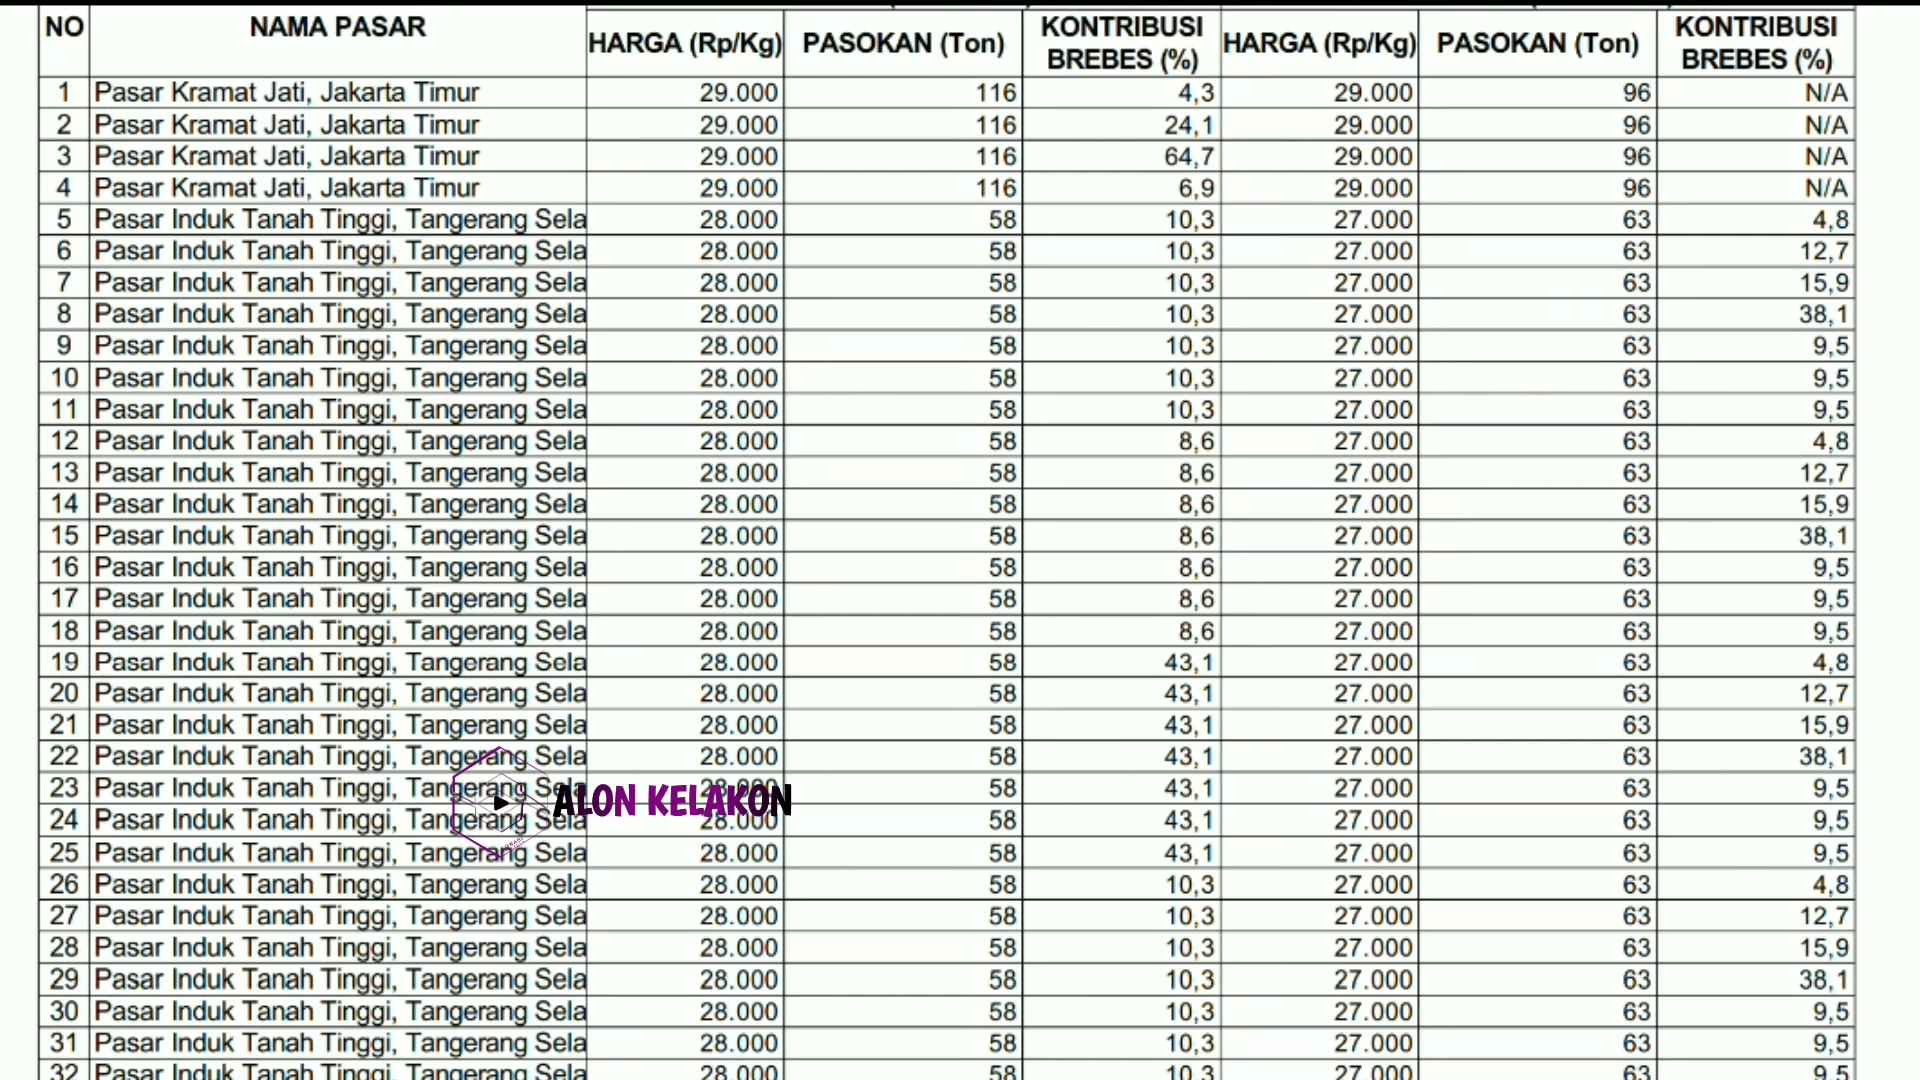 NO NAMA PASAR HARGA (Rp/Kg) PASOKAN (Ton) KONTRIBUSI BREBES (%) HARGA (Rp/Kg) PASOKAN (Ton) KONTRIBUSI BREBES (%)
1 Pasar Kramat Jati, Jakarta Timur 29.000 116 4,3 29.000 96 N/A
2 Pasar Kramat Jati, Jakarta Timur 29.000 116 24,1 29.000 96 N/A
3 Pasar Kramat Jati, Jakarta Timur 29.000 116 64,7 29.000 96 N/A
4 Pasar Kramat Jati, Jakarta Timur 29.000 116 6,9 29.000 96 N/A
5 Pasar Induk Tanah Tinggi, Tangerang Sela 28.000 58 10,3 27.000 63 4,8
6 Pasar Induk Tanah Tinggi, Tangerang Sela 28.000 58 10,3 27.000 63 12,7
7 Pasar Induk Tanah Tinggi, Tangerang Sela 28.000 58 10,3 27.000 63 15,9
8 Pasar Induk Tanah Tinggi, Tangerang Sela 28.000 58 10,3 27.000 63 38,1
9 Pasar Induk Tanah Tinggi, Tangerang Sela 28.000 58 10,3 27.000 63 9,5
10 Pasar Induk Tanah Tinggi, Tangerang Sela 28.000 58 10,3 27.000 63 9,5
11 Pasar Induk Tanah Tinggi, Tangerang Sela 28.000 58 10,3 27.000 63 9,5
12 Pasar Induk Tanah Tinggi, Tangerang Sela 28.000 58 8,6 27.000 63 4,8
13 Pasar Induk Tanah Tinggi, Tangerang Sela 28.000 58 8,6 27.000 63 12,7
14 Pasar Induk Tanah Tinggi, Tangerang Sela 28.000 58 8,6 27.000 63 15,9
15 Pasar Induk Tanah Tinggi, Tangerang Sela 28.000 58 8,6 27.000 63 38,1
16 Pasar Induk Tanah Tinggi, Tangerang Sela 28.000 58 8,6 27.000 63 9,5
17 Pasar Induk Tanah Tinggi, Tangerang Sela 28.000 58 8,6 27.000 63 9,5
18 Pasar Induk Tanah Tinggi, Tangerang Sela 28.000 58 8,6 27.000 63 9,5
19 Pasar Induk Tanah Tinggi, Tangerang Sela 28.000 58 43,1 27.000 63 4,8
20 Pasar Induk Tanah Tinggi, Tangerang Sela 28.000 58 43,1 27.000 63 12,7
21 Pasar Induk Tanah Tinggi, Tangerang Sela 28.000 58 43,1 27.000 63 15,9
22 Pasar Induk Tanah Tinggi, Tangerang Sela 28.000 58 43,1 27.000 63 38,1
23 Pasar Induk Tanah Tinggi, Tangerang Sela 28.000 58 43,1 27.000 63 9,5
ALON KELAKON
24 Pasar Induk Tanah Tinggi, Tangerang Sela 28.000 58 43,1 27.000 63 9,5
25 Pasar Induk Tanah Tinggi, Tangerang Sela 28.000 58 43,1 27.000 63 9,5
26 Pasar Induk Tanah Tinggi, Tangerang Sela 28.000 58 10,3 27.000 63 4,8
27 Pasar Induk Tanah Tinggi, Tangerang Sela 28.000 58 10,3 27.000 63 12,7
28 Pasar Induk Tanah Tinggi, Tangerang Sela 28.000 58 10,3 27.000 63 15,9
29 Pasar Induk Tanah Tinggi, Tangerang Sela 28.000 58 10,3 27.000 63 38,1
30 Pasar Induk Tanah Tinggi, Tangerang Sela 28.000 58 10,3 27.000 63 9,5
31 Pasar Induk Tanah Tinggi, Tangerang Sela 28.000 58 10,3 27.000 63 9,5
32 Pasar Induk Tanah Tinggi, Tangerang Sela 28.000 58 10,3 27.000 63 9,5